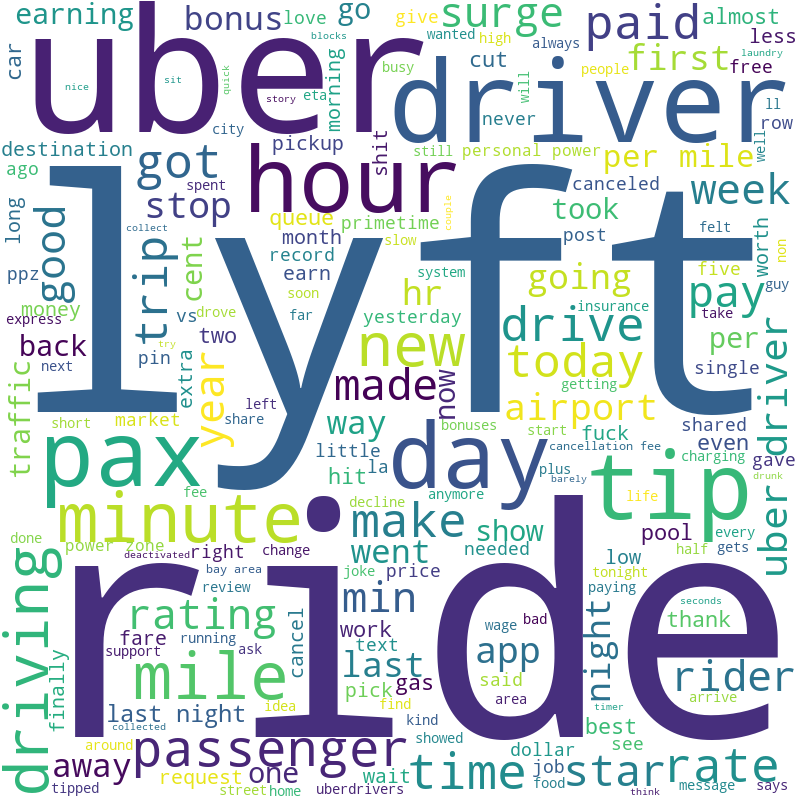 earning
bonus
love
go
give
surge
paid
almost
blocks
wanted
high
always
first
less
car
uber
driver
cut
people
free
laundry
nice
sit
quick
story
eta
morning
busy
will
ll
city
never
row
destination
got
pickup
shit
still
personal power
per mile
well
ago
hour
canceled
week
spent
stop
queue
primetime
couple
took
long
good
collect
month
slow
post
felt
five
worth
non
lyft
trip
cent
record
system
going
guy
ppz
earn
hr
pay
money
soon
insurance
take
express
vs
drove
far
yesterday
drive
next
back
try
two
new
today
per
pin
extra
made
now
getting
single
uber driver
traffic
year
share
left
airport
short
market
way
bonuses
start
fuck
shared
even
pax
little
day
cancellation fee
hit
la
plus
charging
gave
barely
tip
drunk
fee
decline
anymore
life
minute
make
show
pool
every
done
power zone
right
change
went
needed
low
half
gets
deactivated
bay area
joke
price
tonight
paying
driving
review
min
ride
seconds
rating
wage
bad
night
thank
fare
running
work
support
ask
cancel
text
app
mile
last
said
rider
finally
pick
gas
area
arrive
last night
idea
find
collected
kind
timer
best
around
passenger
showed
see
away
request
one
wait
time
dollar
job
star
rate
tipped
street
home
uberdrivers
food
think
message
says